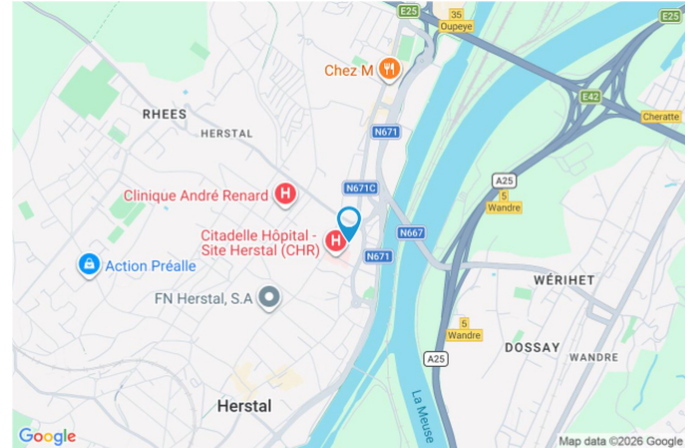 E25
35
Oupeye
E25
Chez M
E42
Cheratte
RHEES
HERSTAL
N671
A25
5
Wandre
Clinique André Renard
H
N671C
Citadelle Hôpital -
Site Herstal (CHR)
H
N667
N671
Action Préalle
WÉRIHET
FN Herstal, S.A
5
Wandre
DOSSAY
WANDRE
A25
Herstal
La Meuse
Google
Map data ©2026 Google